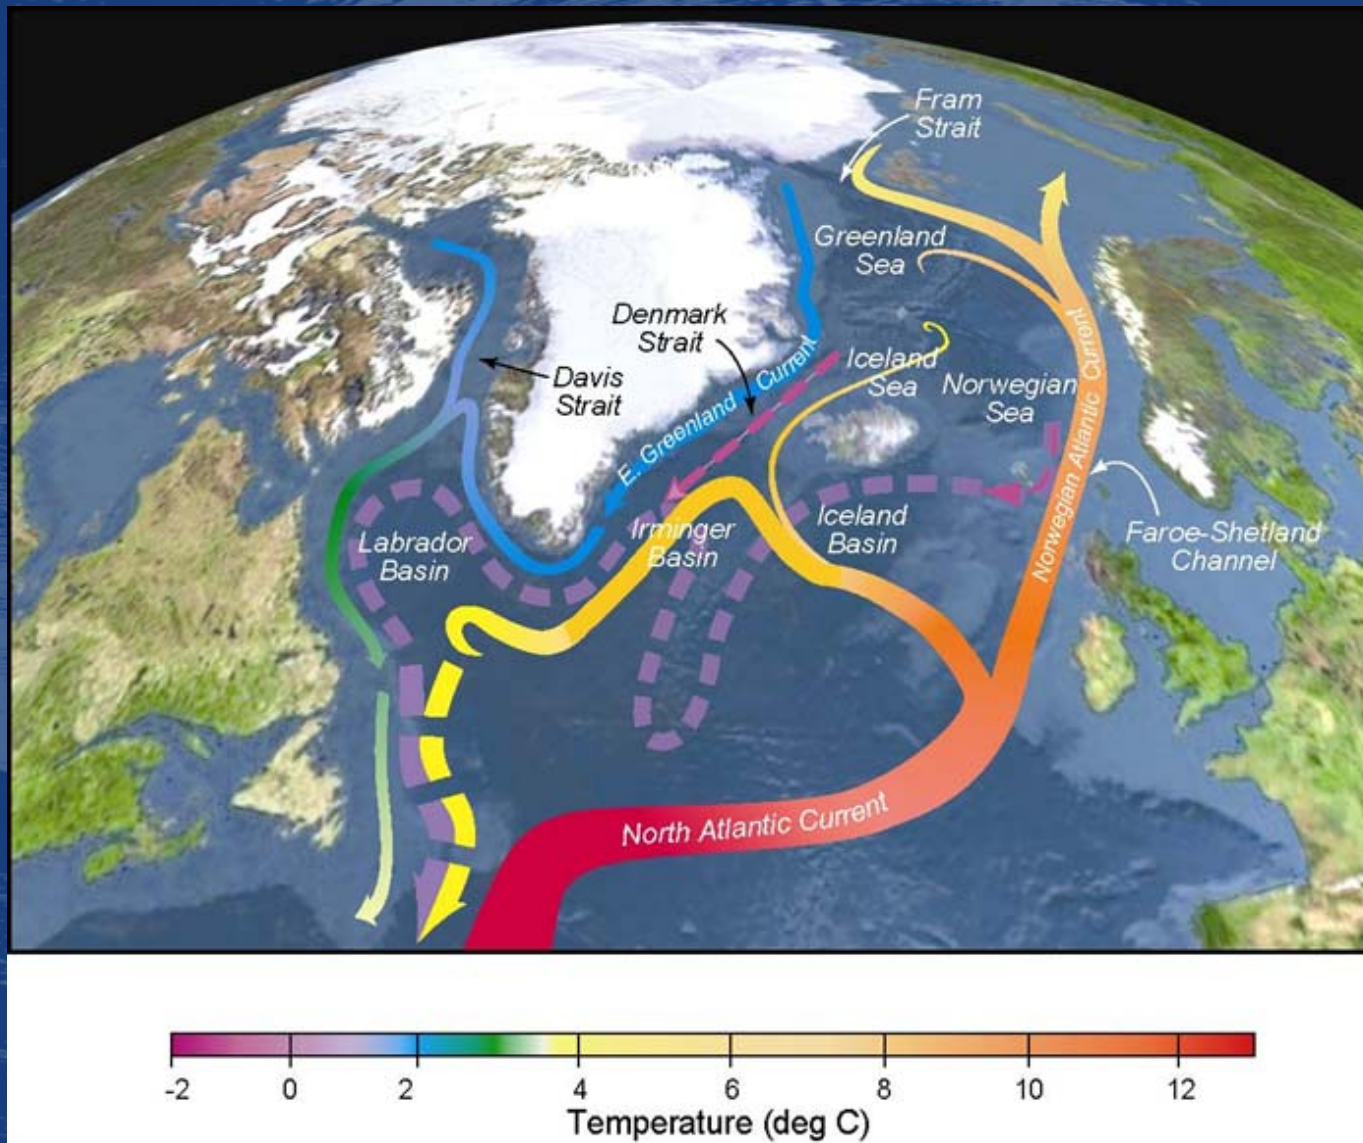 Fram
Strait
Greenland
Sea
Denmark
Strait
Iceland
Sea
Norwegian
Sea
Davis
Strait
E. Greenland Current
Norwegian Atlantic Current
Labrador
Basin
Irminger
Basin
Iceland
Basin
Faroe-Shetland
Channel
North Atlantic Current
-2 0 2 4 6 8 10 12
Temperature (deg C)